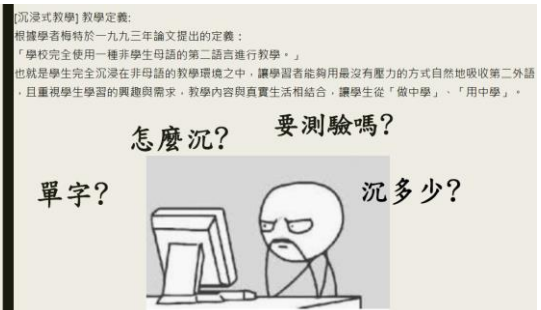 [沉浸式教學] 教學定義:
根據學者梅特於一九九三年論文提出的定義：
「學校完全使用一種非學生母語的第二語言進行教學。」
也就是學生完全沉浸在非母語的教學環境之中，讓學習者能夠用最沒有壓力的方式自然地吸收第二外語
，且重視學生學習的興趣與需求，教學內容與真實生活相結合，讓學生從「做中學」、「用中學」。
怎麼沉？
要測驗嗎？
單字？
沉多少？